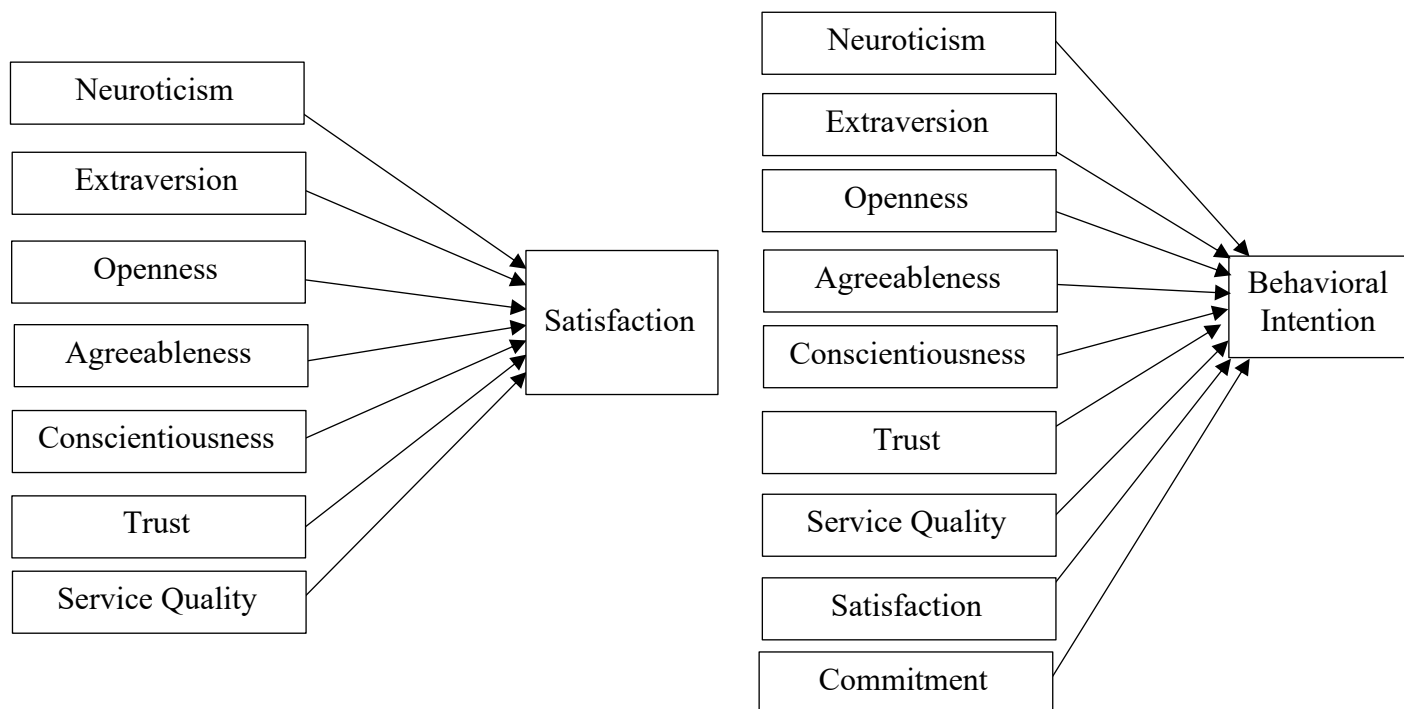 Neuroticism
Extraversion
Openness
Agreeableness
Conscientiousness
Trust
Service Quality
Satisfaction
Neuroticism
Extraversion
Openness
Agreeableness
Conscientiousness
Trust
Service Quality
Satisfaction
Commitment
Behavioral
Intention